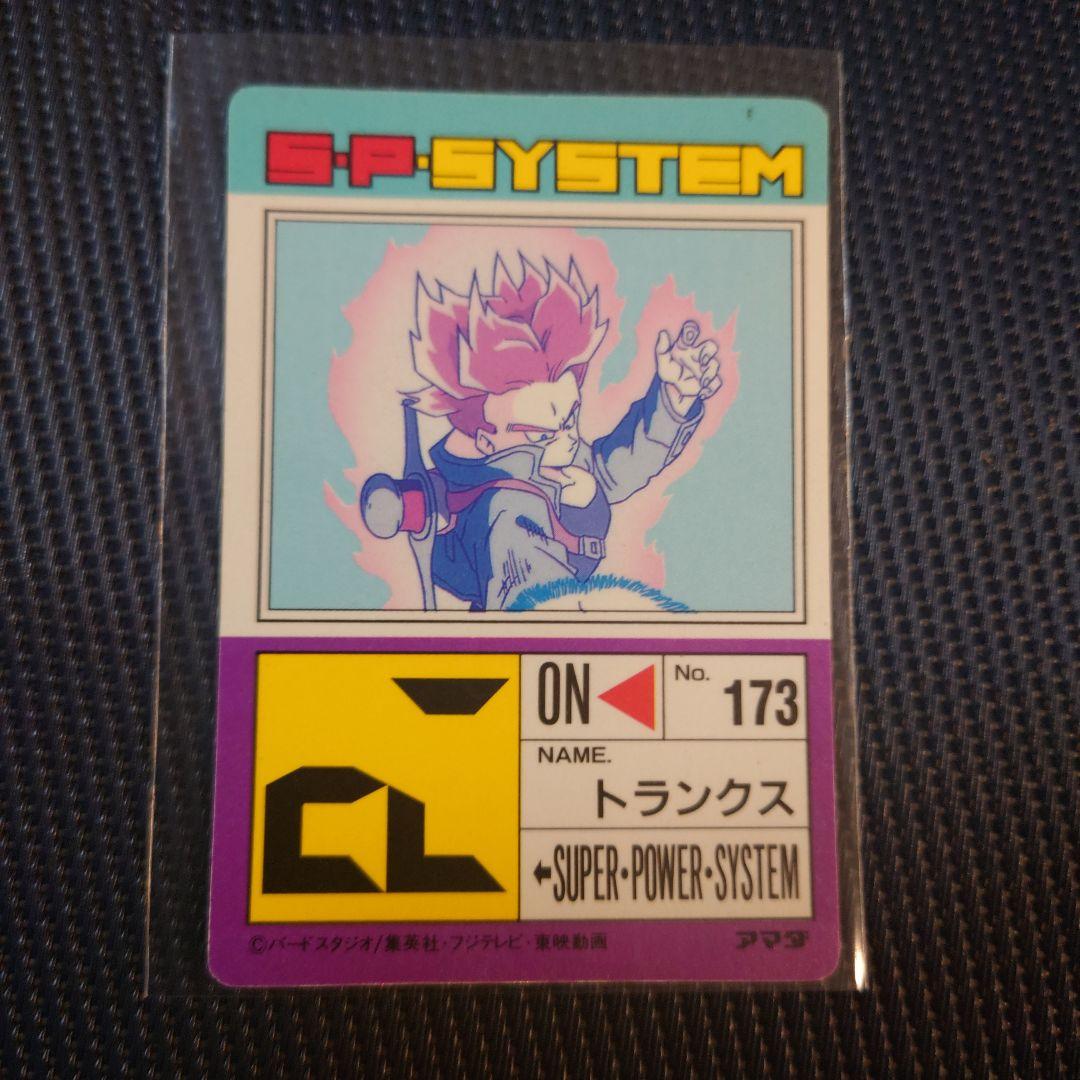 S・P・SYSTEM
ON
No. 173
NAME.
トランクス
←SUPER・POWER・SYSTEM
©バードスタジオ/集英社・フジテレビ・東映動画
アマダ